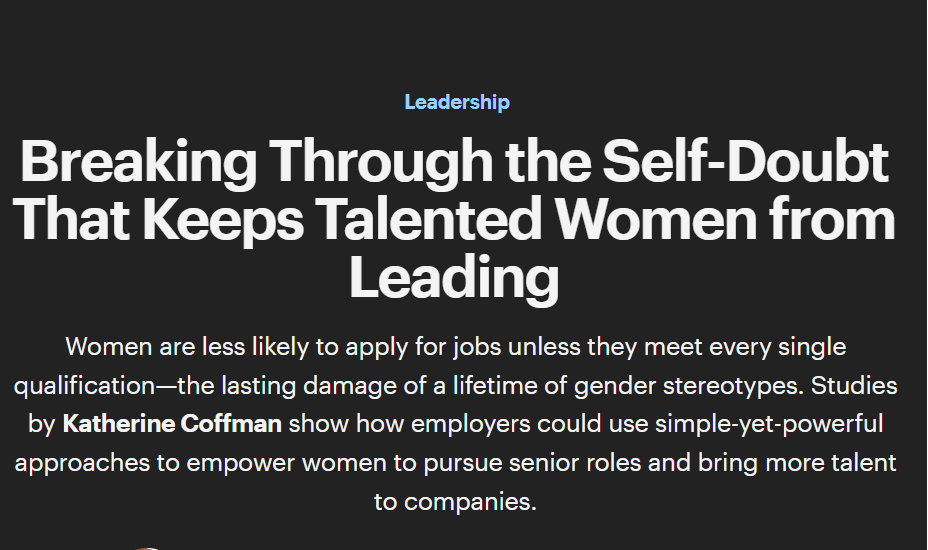 Leadership
Breaking Through the Self-Doubt
That Keeps Talented Women from
Leading
Women are less likely to apply for jobs unless they meet every single
qualification—the lasting damage of a lifetime of gender stereotypes. Studies
by Katherine Coffman show how employers could use simple-yet-powerful
approaches to empower women to pursue senior roles and bring more talent
to companies.